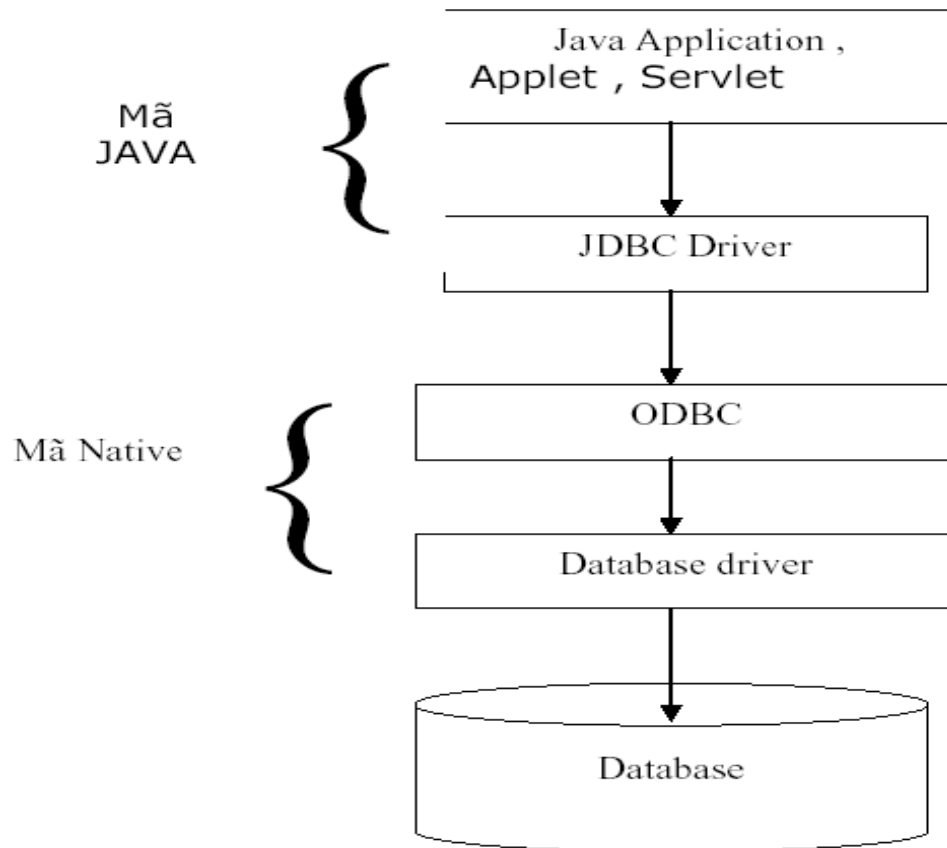 Java Application ,
Applet , Servlet
Mã
JAVA
JDBC Driver
ODBC
Mã Native
Database driver
Database